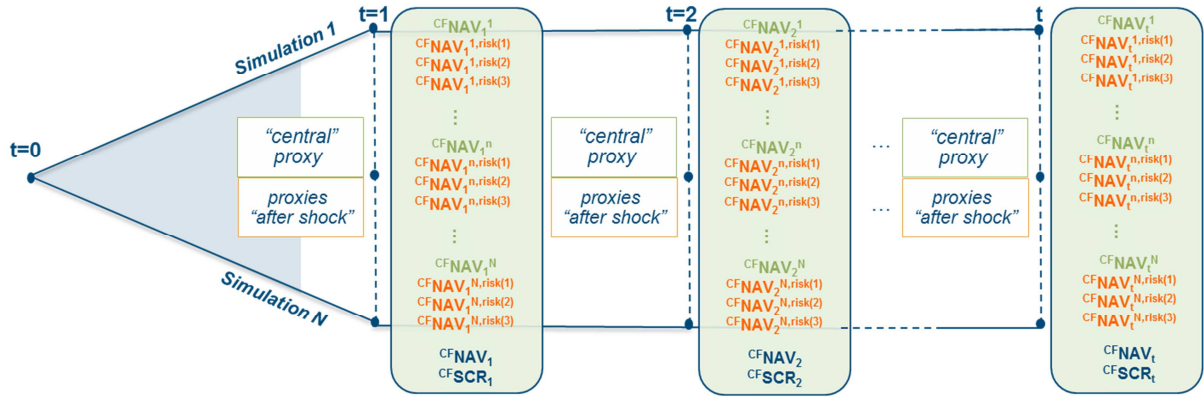 t=0
Simulation 1
Simulation N
t=1
"central"
proxy
proxies
"after shock"
CFNAV₁¹
CFNAV₁1,risk(1)
CFNAV₁1,risk(2)
CFNAV₁1,risk(3)
⋮
CFNAV₁ⁿ
CFNAV₁n,risk(1)
CFNAV₁n,risk(2)
CFNAV₁n,risk(3)
⋮
CFNAV₁N
CFNAV₁N,risk(1)
CFNAV₁N,risk(2)
CFNAV₁N,risk(3)
CFNAV₁
CFSCR₁
t=2
"central"
proxy
proxies
"after shock"
CFNAV₂¹
CFNAV₂1,risk(1)
CFNAV₂1,risk(2)
CFNAV₂1,risk(3)
⋮
CFNAV₂ⁿ
CFNAV₂n,risk(1)
CFNAV₂n,risk(2)
CFNAV₂n,risk(3)
⋮
CFNAV₂N
CFNAV₂N,risk(1)
CFNAV₂N,risk(2)
CFNAV₂N,risk(3)
CFNAV₂
CFSCR₂
...
...
t
"central"
proxy
proxies
"after shock"
CFNAVₜ¹
CFNAVₜ1,risk(1)
CFNAVₜ1,risk(2)
CFNAVₜ1,risk(3)
⋮
CFNAVₜⁿ
CFNAVₜn,risk(1)
CFNAVₜn,risk(2)
CFNAVₜn,risk(3)
⋮
CFNAVₜN
CFNAVₜN,risk(1)
CFNAVₜN,risk(2)
CFNAVₜN,risk(3)
CFNAVₜ
CFSCRₜ